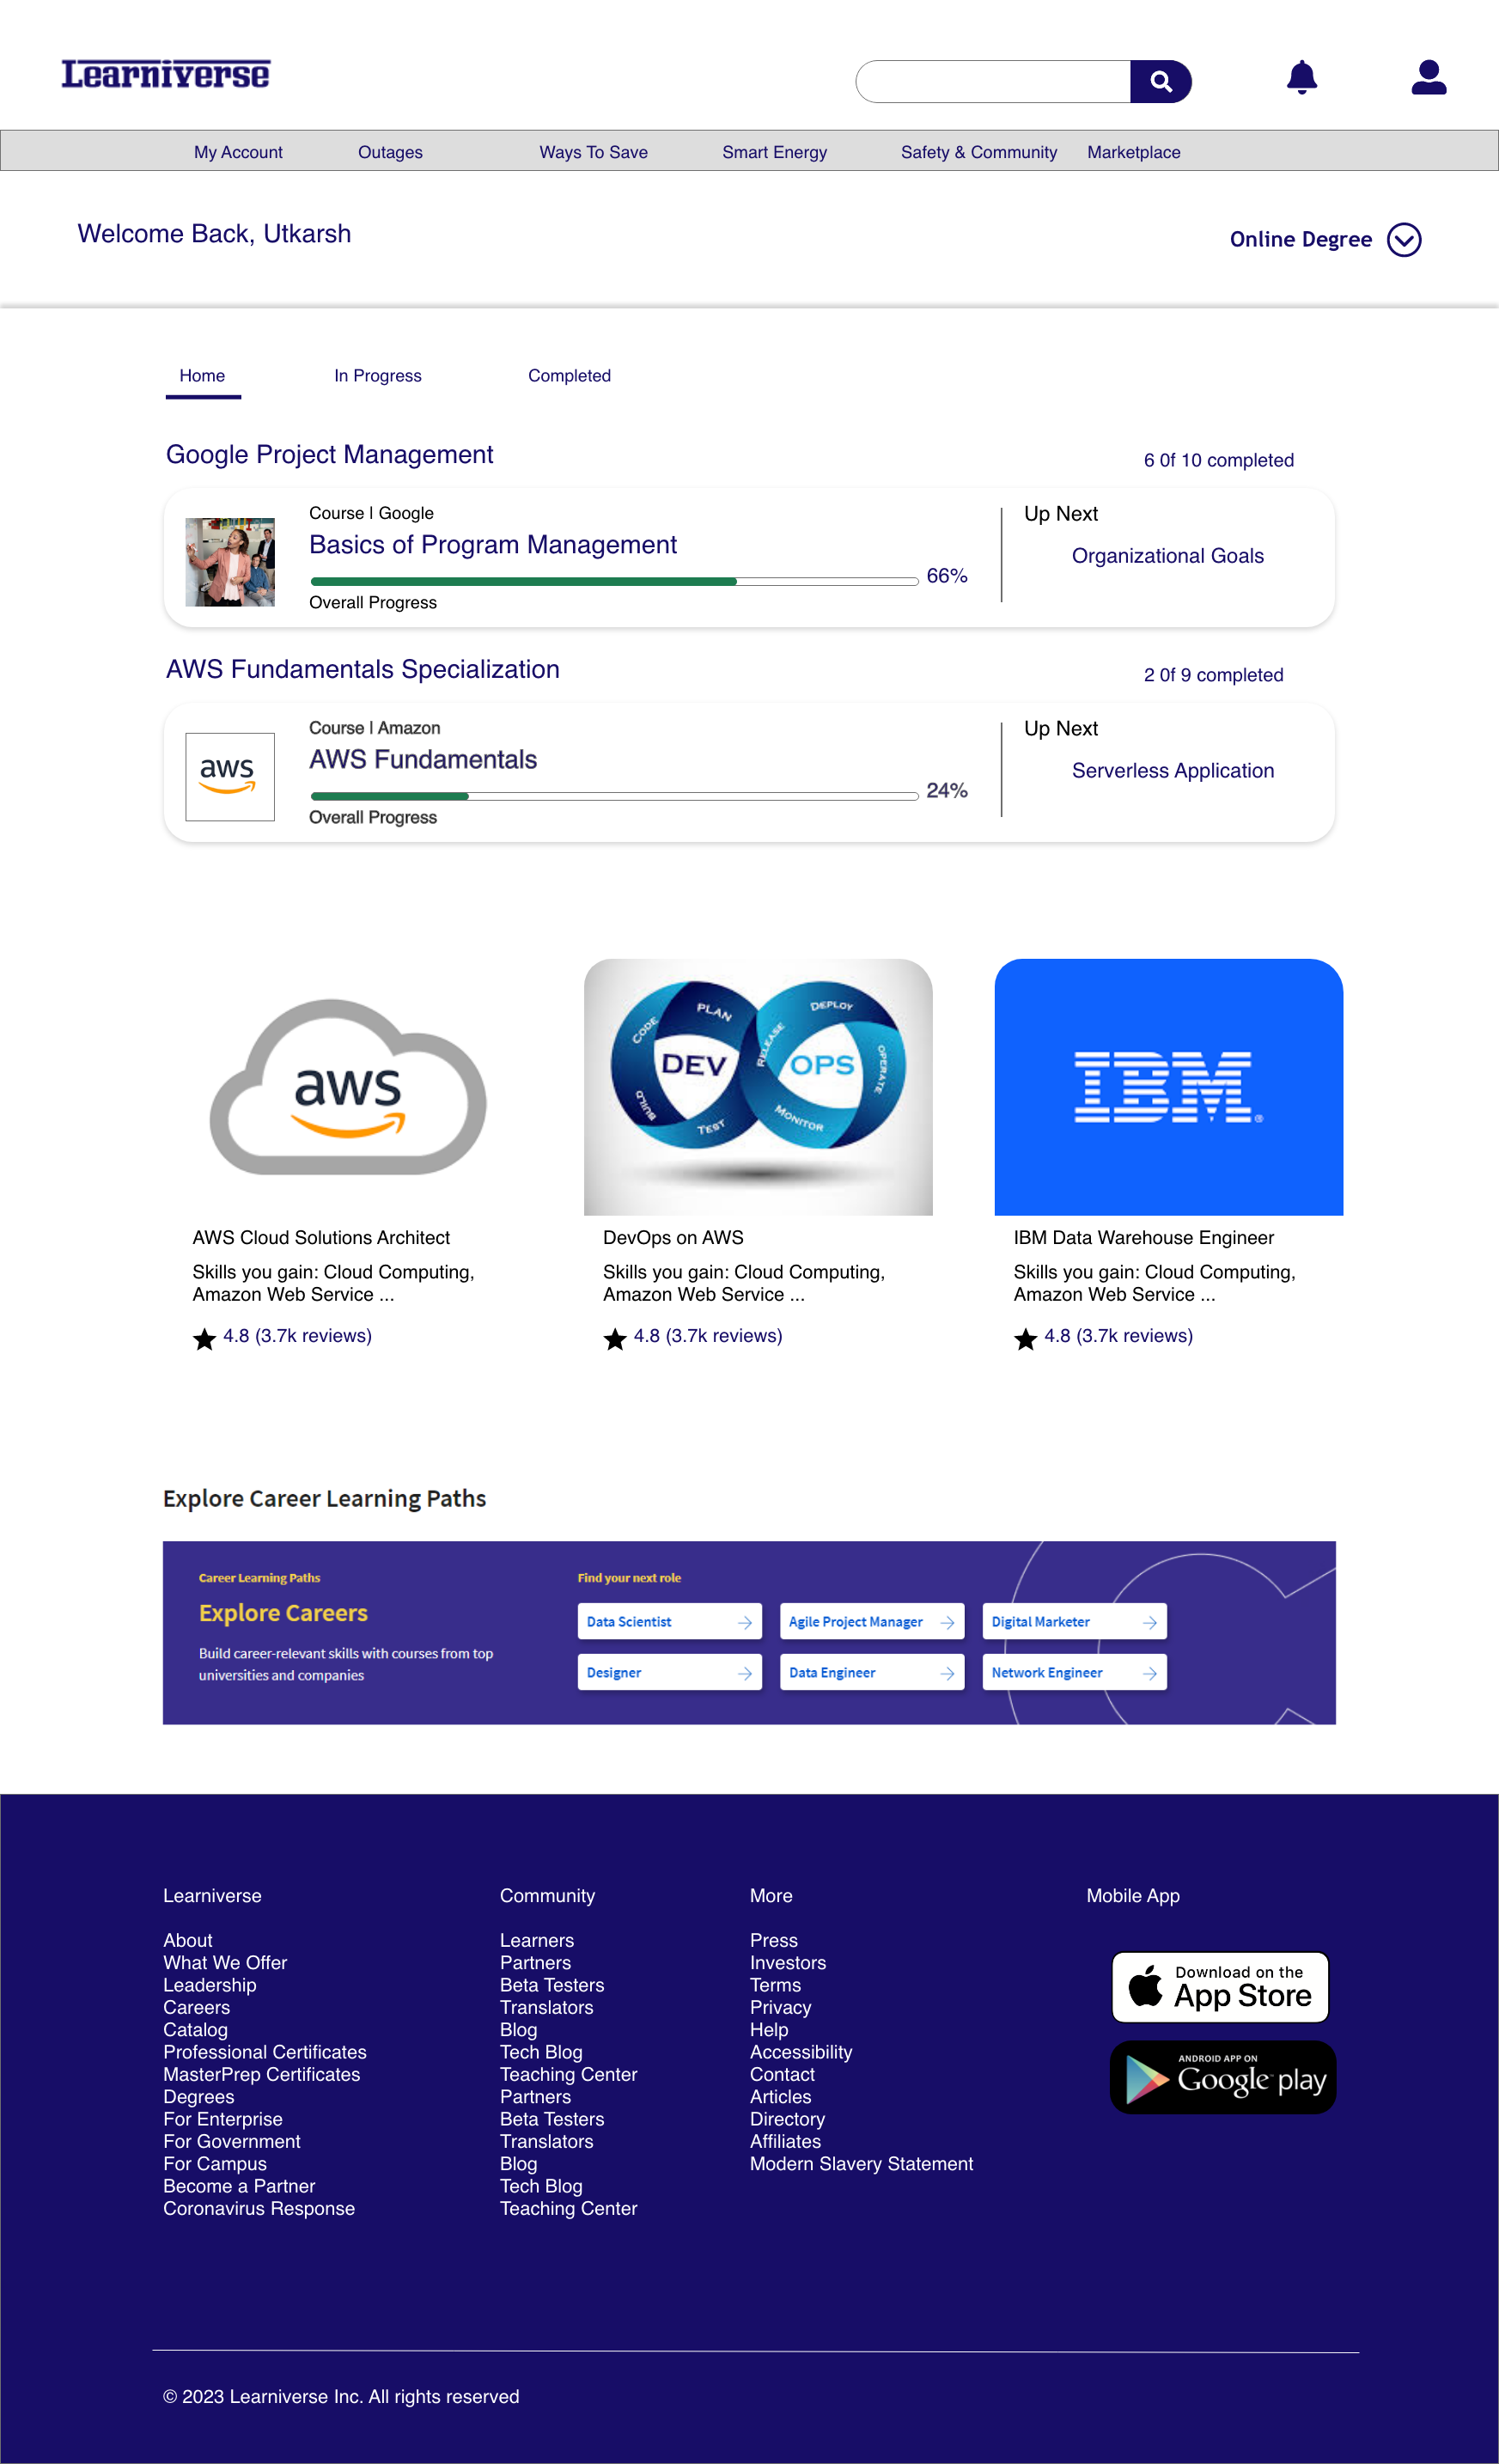 Learniverse
My Account Outages Ways To Save Smart Energy Safety & Community Marketplace
Welcome Back, Utkarsh
Online Degree
Home In Progress Completed
Google Project Management
6 0f 10 completed
Course | Google
Basics of Program Management
66%
Overall Progress
Up Next
Organizational Goals
AWS Fundamentals Specialization
2 0f 9 completed
aws
Course | Amazon
AWS Fundamentals
24%
Overall Progress
Up Next
Serverless Application
aws
AWS Cloud Solutions Architect
Skills you gain: Cloud Computing,
Amazon Web Service ...
4.8 (3.7k reviews)
CODE
PLAN
BUILD
TEST
RELEASE
DEPLOY
OPERATE
MONITOR
DEV
OPS
DevOps on AWS
Skills you gain: Cloud Computing,
Amazon Web Service ...
4.8 (3.7k reviews)
IBM®
IBM Data Warehouse Engineer
Skills you gain: Cloud Computing,
Amazon Web Service ...
4.8 (3.7k reviews)
Explore Career Learning Paths
Career Learning Paths
Explore Careers
Build career-relevant skills with courses from top
universities and companies
Find your next role
Data Scientist
Agile Project Manager
Digital Marketer
Designer
Data Engineer
Network Engineer
Learniverse
About
What We Offer
Leadership
Careers
Catalog
Professional Certificates
MasterPrep Certificates
Degrees
For Enterprise
For Government
For Campus
Become a Partner
Coronavirus Response
Community
Learners
Partners
Beta Testers
Translators
Blog
Tech Blog
Teaching Center
Partners
Beta Testers
Translators
Blog
Tech Blog
Teaching Center
More
Press
Investors
Terms
Privacy
Help
Accessibility
Contact
Articles
Directory
Affiliates
Modern Slavery Statement
Mobile App
Download on the
App Store
ANDROID APP ON
Google play
© 2023 Learniverse Inc. All rights reserved